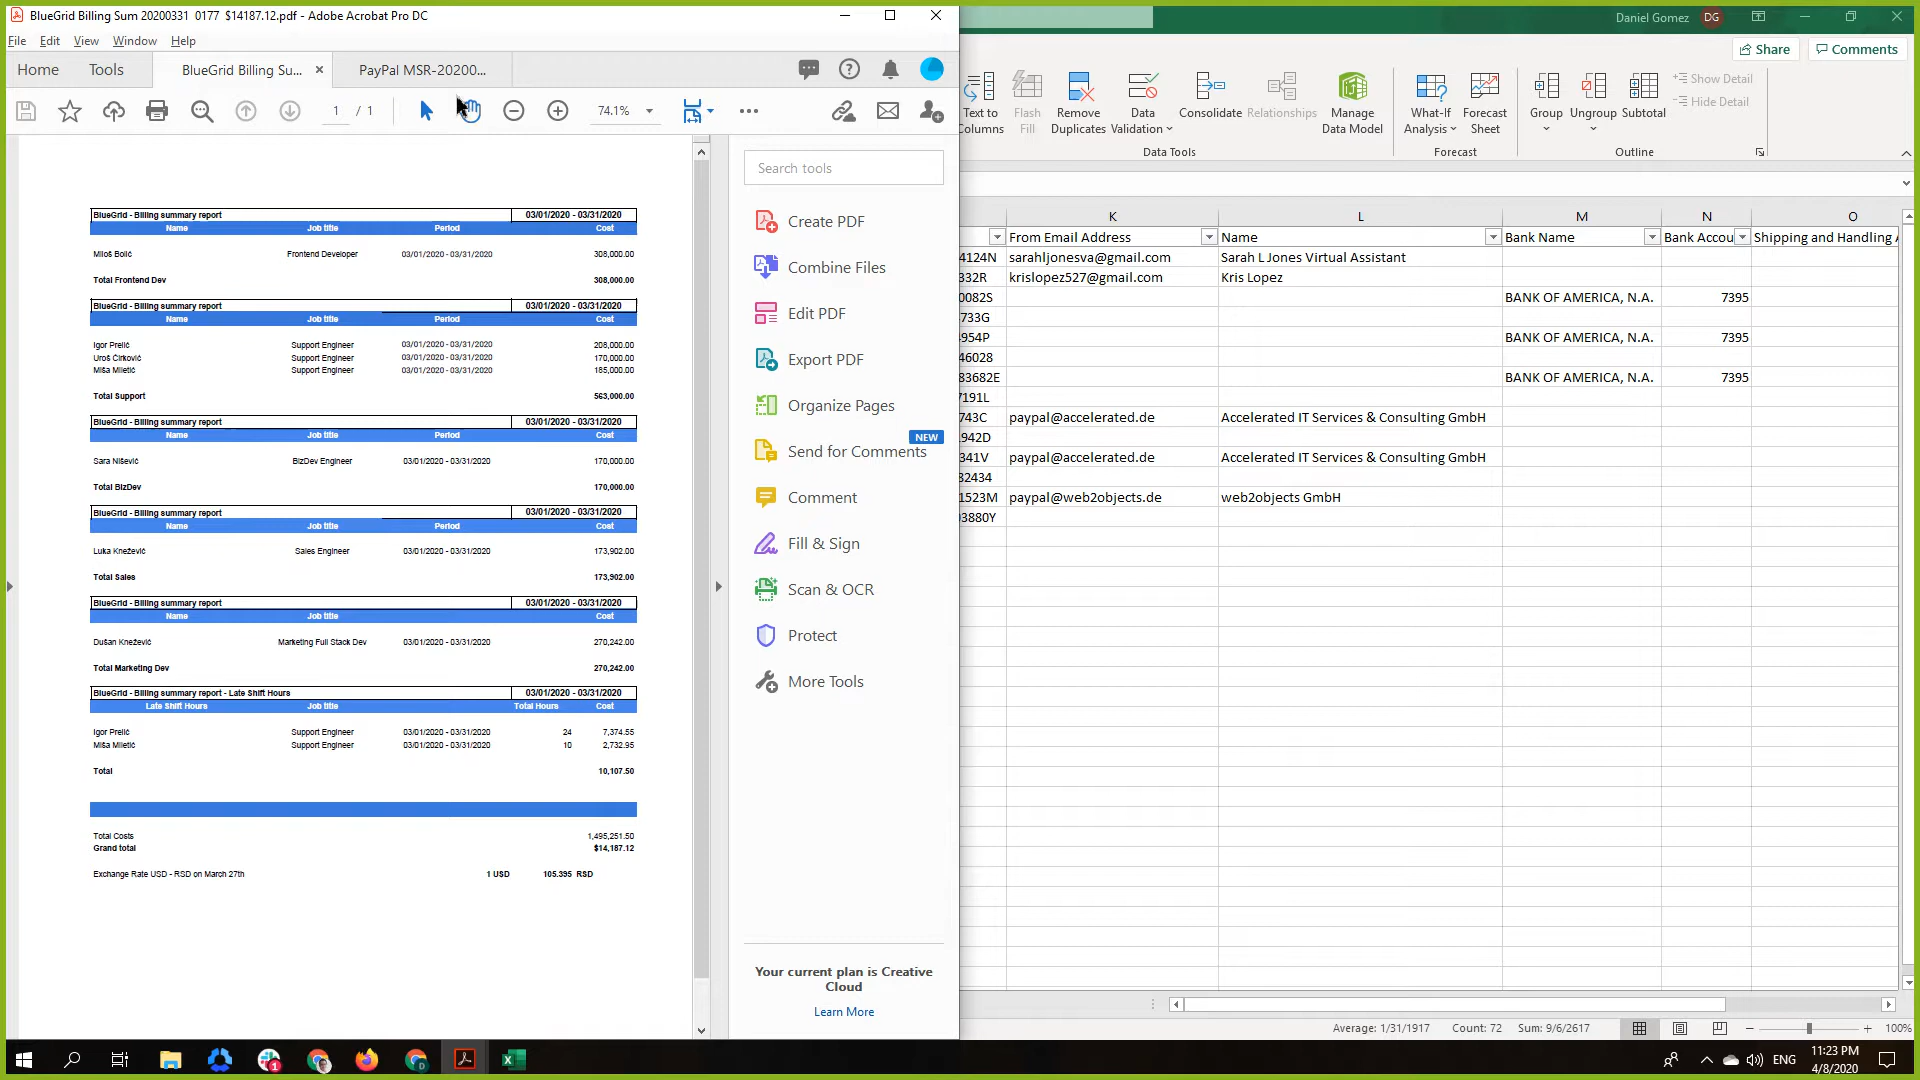 BlueGrid Billing Sum 20200331 0177 $14187.12.pdf - Adobe Acrobat Pro DC
File Edit View Window Help
Home Tools BlueGrid Billing Su... × PayPal MSR-20200...
1 / 1 74.1%
BlueGrid - Billing summary report 03/01/2020 - 03/31/2020
Name Job title Period Cost
Miloš Bolić Frontend Developer 03/01/2020 - 03/31/2020 308,000.00
Total Frontend Dev 308,000.00
BlueGrid - Billing summary report 03/01/2020 - 03/31/2020
Name Job title Period Cost
Igor Prelić Support Engineer 03/01/2020 - 03/31/2020 208,000.00
Uroš Ćirković Support Engineer 03/01/2020 - 03/31/2020 170,000.00
Miša Miletić Support Engineer 03/01/2020 - 03/31/2020 185,000.00
Total Support 563,000.00
BlueGrid - Billing summary report 03/01/2020 - 03/31/2020
Name Job title Period Cost
Sara Nišević BizDev Engineer 03/01/2020 - 03/31/2020 170,000.00
Total BizDev 170,000.00
BlueGrid - Billing summary report 03/01/2020 - 03/31/2020
Name Job title Period Cost
Luka Knežević Sales Engineer 03/01/2020 - 03/31/2020 173,902.00
Total Sales 173,902.00
BlueGrid - Billing summary report 03/01/2020 - 03/31/2020
Name Job title Period Cost
Dušan Knežević Marketing Full Stack Dev 03/01/2020 - 03/31/2020 270,242.00
Total Marketing Dev 270,242.00
BlueGrid - Billing summary report - Late Shift Hours 03/01/2020 - 03/31/2020
Late Shift Hours Job title Total Hours Cost
Igor Prelić Support Engineer 03/01/2020 - 03/31/2020 24 7,374.55
Miša Miletić Support Engineer 03/01/2020 - 03/31/2020 10 2,732.95
Total 10,107.50
Total Costs 1,495,251.50
Grand total $14,187.12
Exchange Rate USD - RSD on March 27th 1 USD 105.395 RSD
Search tools
Create PDF
Combine Files
Edit PDF
Export PDF
Organize Pages
NEW
Send for Comments
Comment
Fill & Sign
Scan & OCR
Protect
More Tools
Your current plan is Creative
Cloud
Learn More
Daniel Gomez DG
Share Comments
Text to
Columns
Flash
Fill
Remove
Duplicates
Data
Validation
Consolidate
Relationships
Manage
Data Model
What-If
Analysis
Forecast
Sheet
Group
Ungroup
Subtotal
Show Detail
Hide Detail
Data Tools Forecast Outline
K L M N O
From Email Address Name Bank Name Bank Accou Shipping and Handling A
4124N sarahljonesva@gmail.com Sarah L Jones Virtual Assistant
332R krislopez527@gmail.com Kris Lopez
0082S BANK OF AMERICA, N.A. 7395
733G
954P BANK OF AMERICA, N.A. 7395
46028
83682E BANK OF AMERICA, N.A. 7395
7191L
743C paypal@accelerated.de Accelerated IT Services & Consulting GmbH
942D
341V paypal@accelerated.de Accelerated IT Services & Consulting GmbH
32434
1523M paypal@web2objects.de web2objects GmbH
03880Y
Average: 1/31/1917 Count: 72 Sum: 9/6/2617 100%
1
D
ENG
11:23 PM
4/8/2020